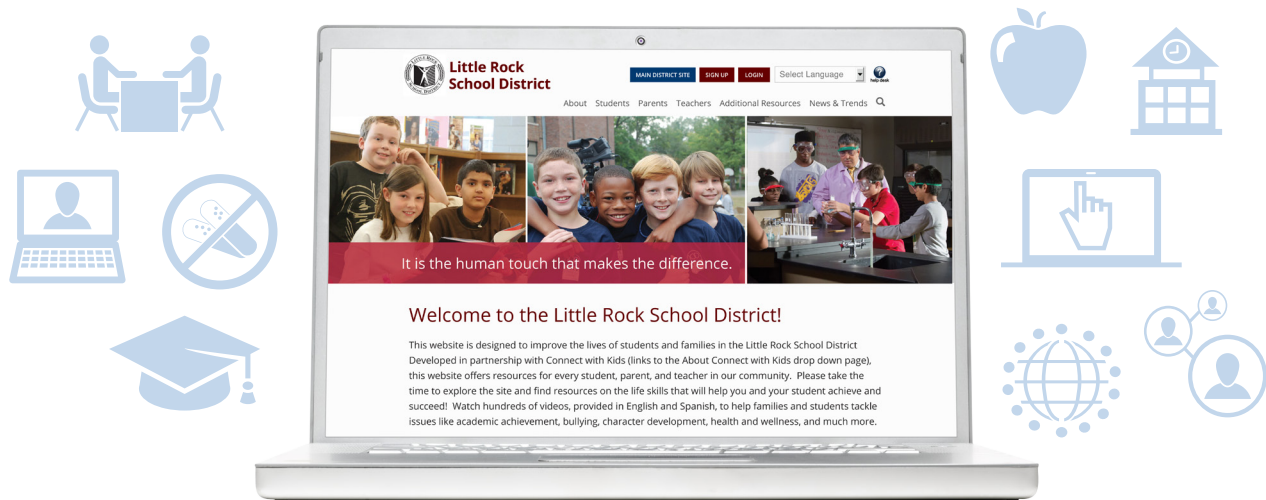 Little Rock
School District
MAIN DISTRICT SITE SIGN UP LOGIN Select Language help desk
About Students Parents Teachers Additional Resources News & Trends
It is the human touch that makes the difference.
Welcome to the Little Rock School District!
This website is designed to improve the lives of students and families in the Little Rock School District
Developed in partnership with Connect with Kids (links to the About Connect with Kids drop down page),
this website offers resources for every student, parent, and teacher in our community. Please take the
time to explore the site and find resources on the life skills that will help you and your student achieve and
succeed! Watch hundreds of videos, provided in English and Spanish, to help families and students tackle
issues like academic achievement, bullying, character development, health and wellness, and much more.